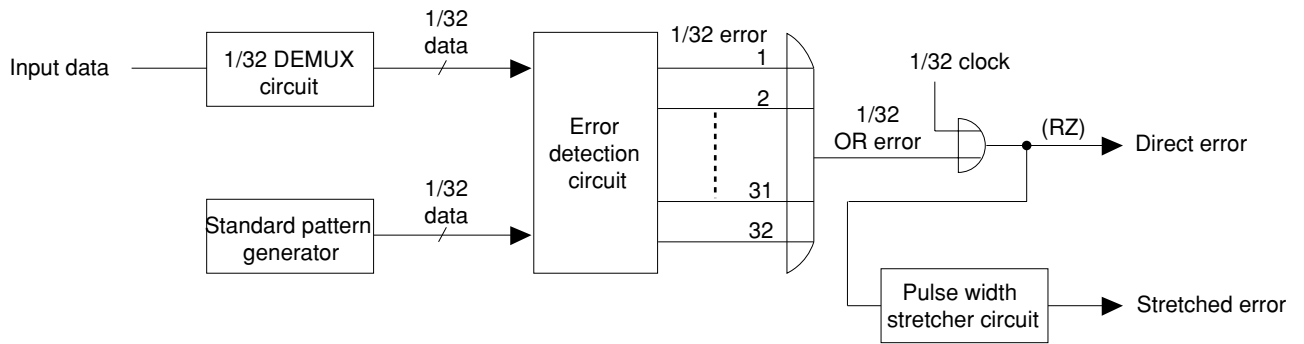 Input data
1/32 DEMUX
circuit
1/32
data
Standard pattern
generator
1/32
data
Error
detection
circuit
1/32 error
1
2
31
32
1/32
OR error
1/32 clock
(RZ)
Direct error
Pulse width
stretcher circuit
Stretched error